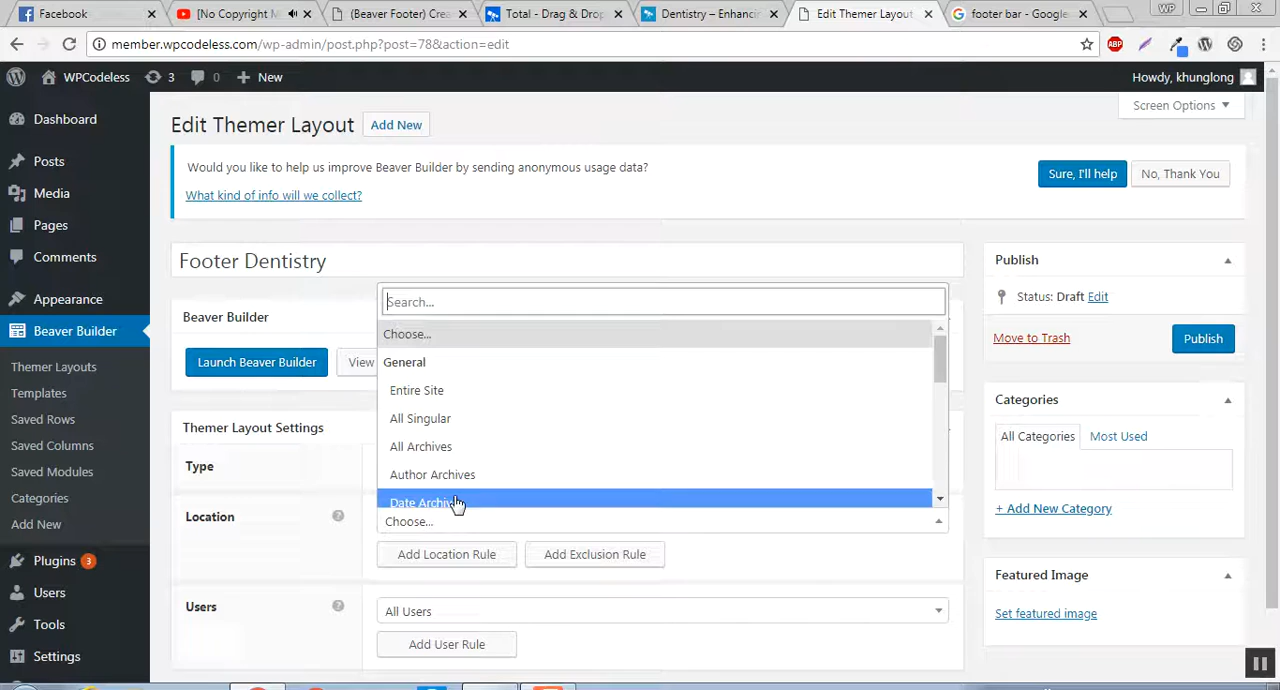 Facebook
[No Copyright M
(Beaver Footer) Crea
Total - Drag & Drop
Dentistry – Enhancin
Edit Themer Layout
footer bar - Google
WP
member.wpcodeless.com/wp-admin/post.php?post=78&action=edit
ABP
WPCodeless
3
0
New
Howdy, khunglong
Screen Options
Dashboard
Posts
Media
Pages
Comments
Appearance
Beaver Builder
Themer Layouts
Templates
Saved Rows
Saved Columns
Saved Modules
Categories
Add New
Plugins 3
Users
Tools
Settings
Edit Themer Layout
Add New
Would you like to help us improve Beaver Builder by sending anonymous usage data?
What kind of info will we collect?
Sure, I'll help
No, Thank You
Footer Dentistry
Beaver Builder
Launch Beaver Builder
View
Themer Layout Settings
Type
Location
Search...
Choose...
General
Entire Site
All Singular
All Archives
Author Archives
Date Archiv
Choose...
Add Location Rule
Add Exclusion Rule
Users
All Users
Add User Rule
Publish
Status: Draft Edit
Move to Trash
Publish
Categories
All Categories
Most Used
+ Add New Category
Featured Image
Set featured image